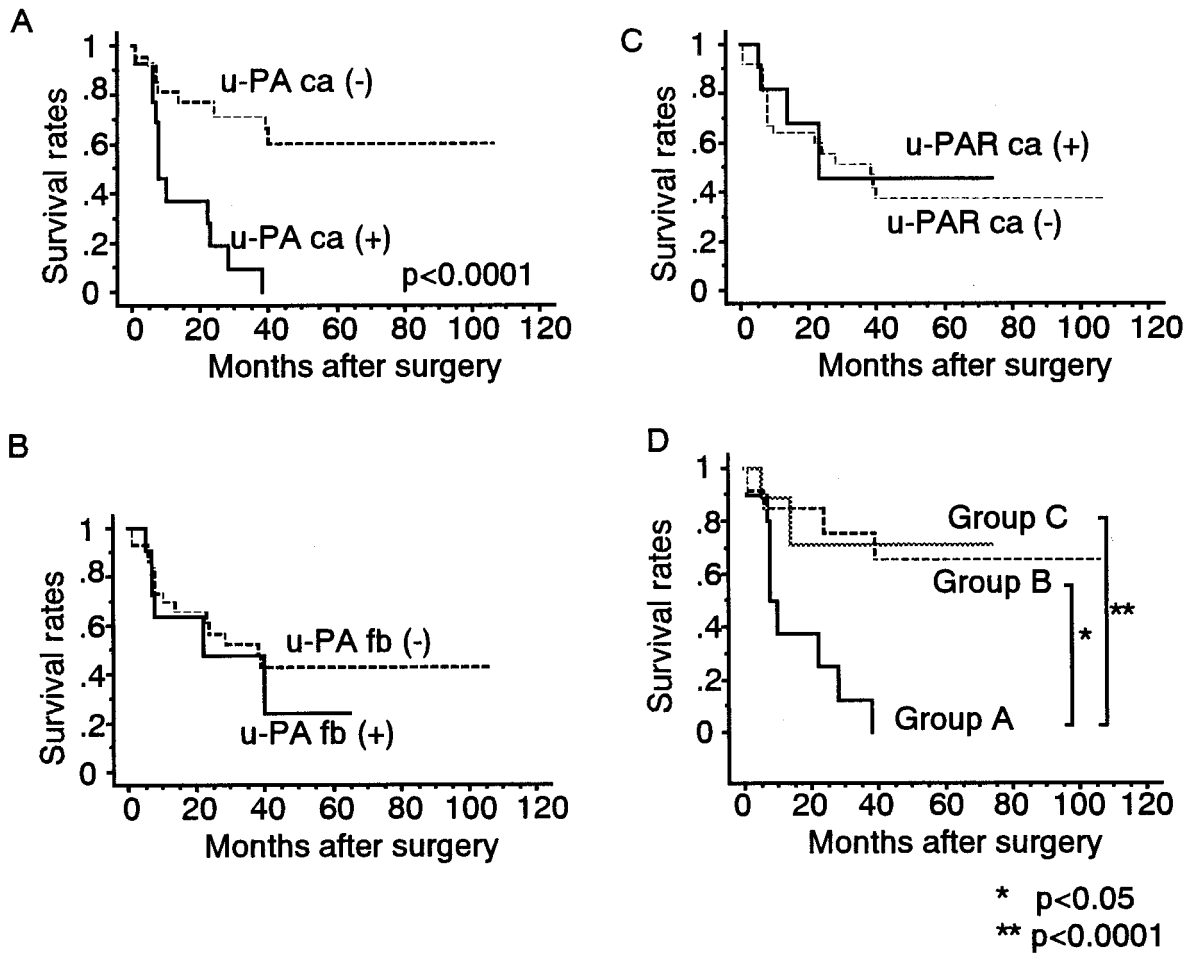 A
1
.8
.6
.4
.2
0
Survival rates
u-PA ca (-)
u-PA ca (+)
p<0.0001
0 20 40 60 80 100 120
Months after surgery
B
1
.8
.6
.4
.2
0
Survival rates
u-PA fb (-)
u-PA fb (+)
0 20 40 60 80 100 120
Months after surgery
C
1
.8
.6
.4
.2
0
Survival rates
u-PAR ca (+)
u-PAR ca (-)
0 20 40 60 80 100 120
Months after surgery
D
1
.8
.6
.4
.2
0
Survival rates
Group C
Group B
Group A
*
**
0 20 40 60 80 100 120
Months after surgery
* p<0.05
** p<0.0001